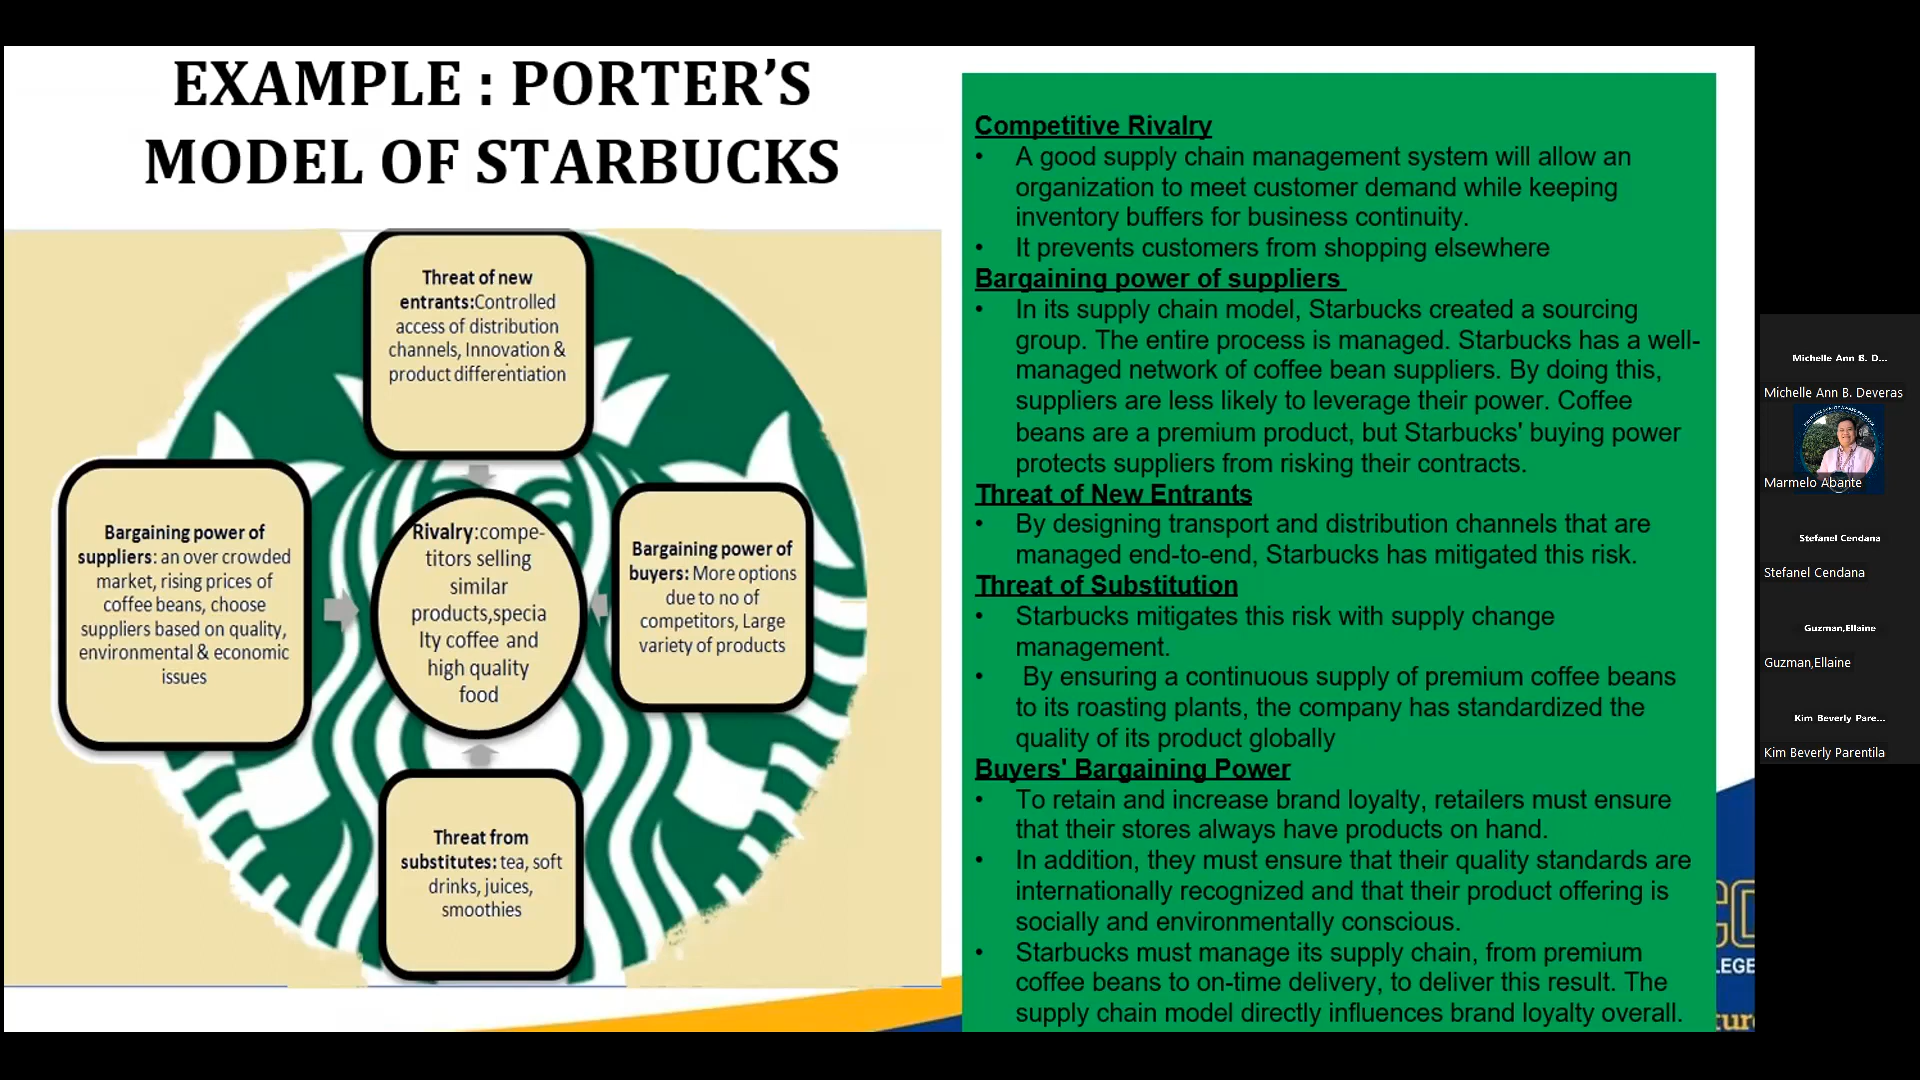 EXAMPLE : PORTER’S
MODEL OF STARBUCKS
Threat of new
entrants:Controlled
access of distribution
channels, Innovation &
product differentiation
Bargaining power of
suppliers: an over crowded
market, rising prices of
coffee beans, choose
suppliers based on quality,
environmental & economic
issues
Rivalry:compe-
titors selling
similar
products,specia
lty coffee and
high quality
food
Bargaining power of
buyers: More options
due to no of
competitors, Large
variety of products
Threat from
substitutes: tea, soft
drinks, juices,
smoothies
Competitive Rivalry
• A good supply chain management system will allow an
organization to meet customer demand while keeping
inventory buffers for business continuity.
• It prevents customers from shopping elsewhere
Bargaining power of suppliers
• In its supply chain model, Starbucks created a sourcing
group. The entire process is managed. Starbucks has a well-
managed network of coffee bean suppliers. By doing this,
suppliers are less likely to leverage their power. Coffee
beans are a premium product, but Starbucks' buying power
protects suppliers from risking their contracts.
Threat of New Entrants
• By designing transport and distribution channels that are
managed end-to-end, Starbucks has mitigated this risk.
Threat of Substitution
• Starbucks mitigates this risk with supply change
management.
• By ensuring a continuous supply of premium coffee beans
to its roasting plants, the company has standardized the
quality of its product globally
Buyers' Bargaining Power
• To retain and increase brand loyalty, retailers must ensure
that their stores always have products on hand.
• In addition, they must ensure that their quality standards are
internationally recognized and that their product offering is
socially and environmentally conscious.
• Starbucks must manage its supply chain, from premium
coffee beans to on-time delivery, to deliver this result. The
supply chain model directly influences brand loyalty overall.
Michelle Ann B. D...
Michelle Ann B. Deveras
Marmelo Abante
Stefanel Cendana
Stefanel Cendana
Guzman,Ellaine
Guzman,Ellaine
Kim Beverly Pare...
Kim Beverly Parentila